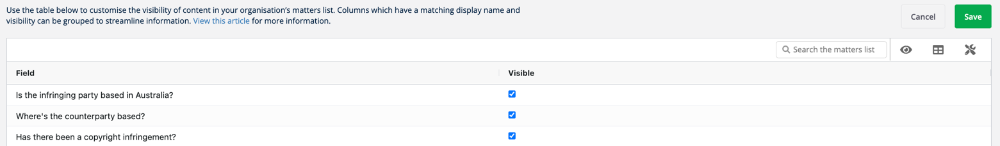 Use the table below to customise the visibility of content in your organisation’s matters list. Columns which have a matching display name and
visibility can be grouped to streamline information. View this article for more information.
Cancel
Save
Search the matters list
Field
Visible
Is the infringing party based in Australia?
Where's the counterparty based?
Has there been a copyright infringement?